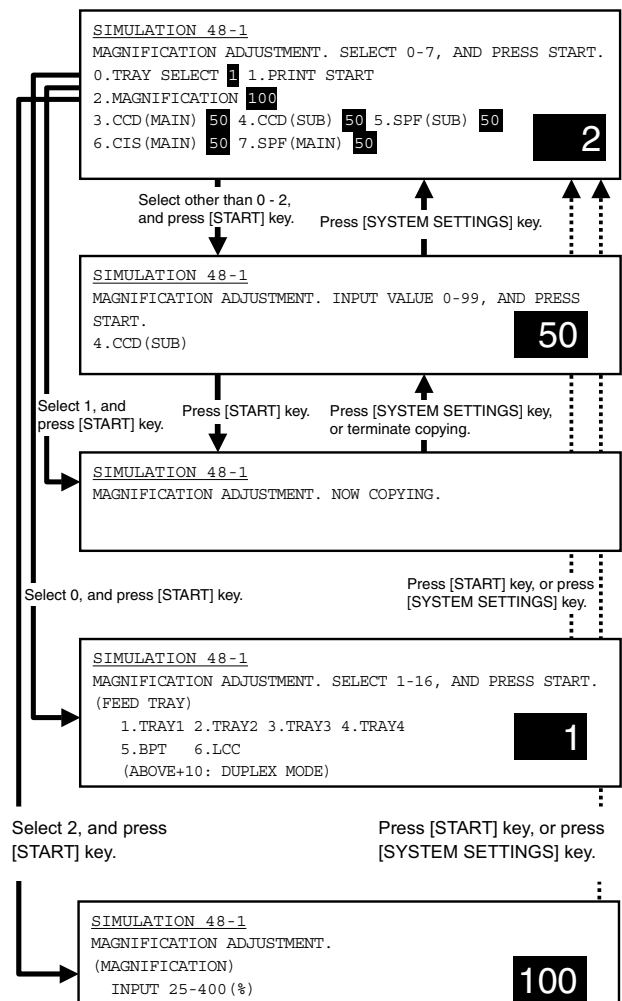 SIMULATION 48-1
MAGNIFICATION ADJUSTMENT. SELECT 0-7, AND PRESS START.
0.TRAY SELECT 1 1.PRINT START
2.MAGNIFICATION 100
3.CCD(MAIN) 50 4.CCD(SUB) 50 5.SPF(SUB) 50
6.CIS(MAIN) 50 7.SPF(MAIN) 50
2
Select other than 0 - 2,
and press [START] key.
Press [SYSTEM SETTINGS] key.
SIMULATION 48-1
MAGNIFICATION ADJUSTMENT. INPUT VALUE 0-99, AND PRESS
START.
4.CCD(SUB)
50
Select 1, and
press [START] key.
Press [START] key.
Press [SYSTEM SETTINGS] key,
or terminate copying.
SIMULATION 48-1
MAGNIFICATION ADJUSTMENT. NOW COPYING.
Select 0, and press [START] key.
Press [START] key, or press
[SYSTEM SETTINGS] key.
SIMULATION 48-1
MAGNIFICATION ADJUSTMENT. SELECT 1-16, AND PRESS START.
(FEED TRAY)
1.TRAY1 2.TRAY2 3.TRAY3 4.TRAY4
5.BPT 6.LCC
(ABOVE+10: DUPLEX MODE)
1
Select 2, and press
[START] key.
Press [START] key, or press
[SYSTEM SETTINGS] key.
SIMULATION 48-1
MAGNIFICATION ADJUSTMENT.
(MAGNIFICATION)
INPUT 25-400(%)
100